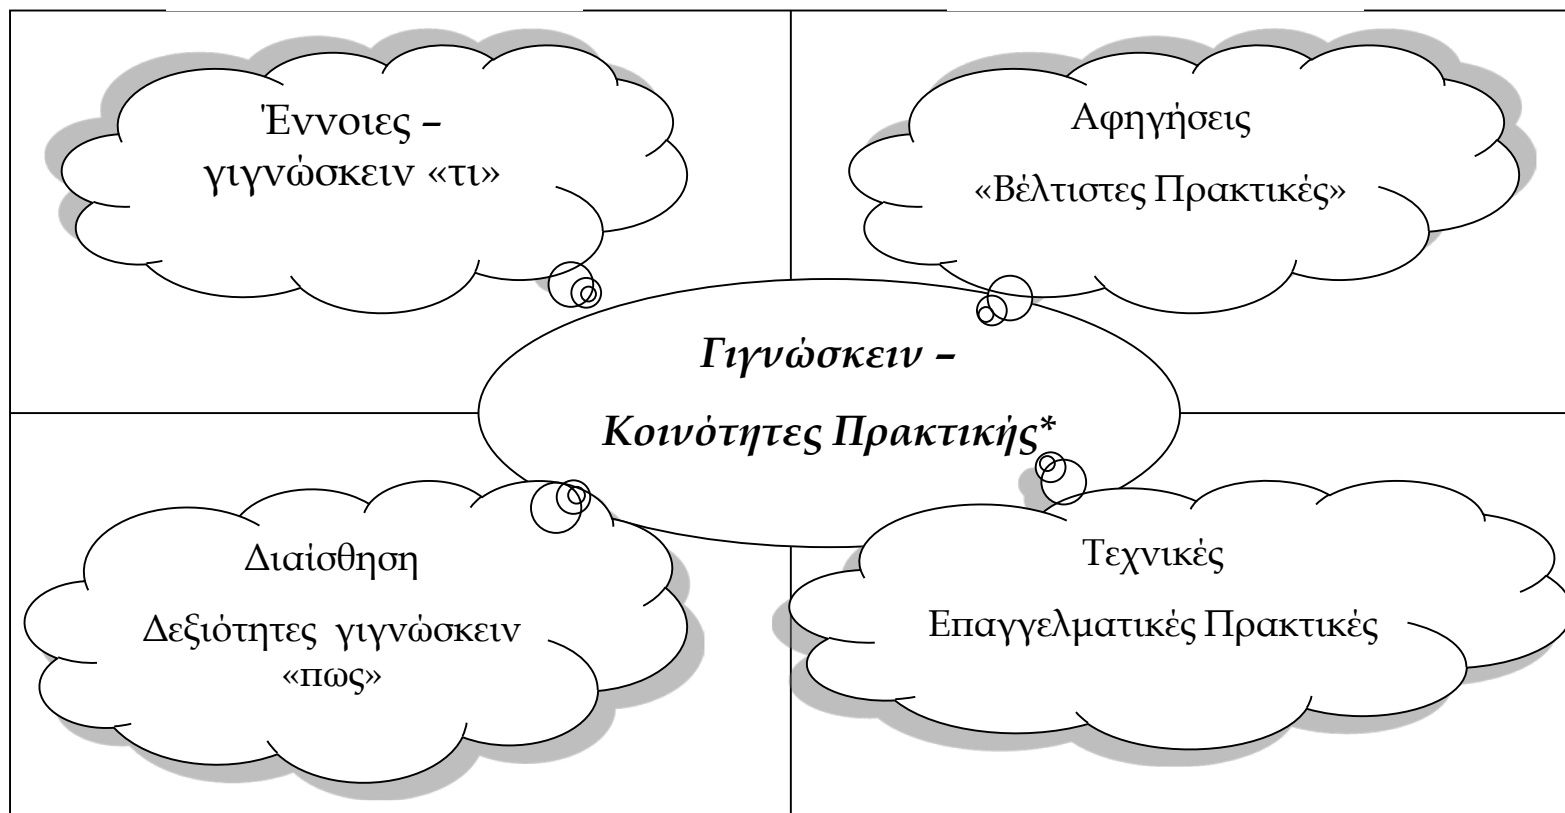 Έννοιες –
γιγνώσκειν «τι»
Αφηγήσεις
«Βέλτιστες Πρακτικές»
Γιγνώσκειν –
Κοινότητες Πρακτικής*
Διαίσθηση
Δεξιότητες γιγνώσκειν
«πως»
Τεχνικές
Επαγγελματικές Πρακτικές